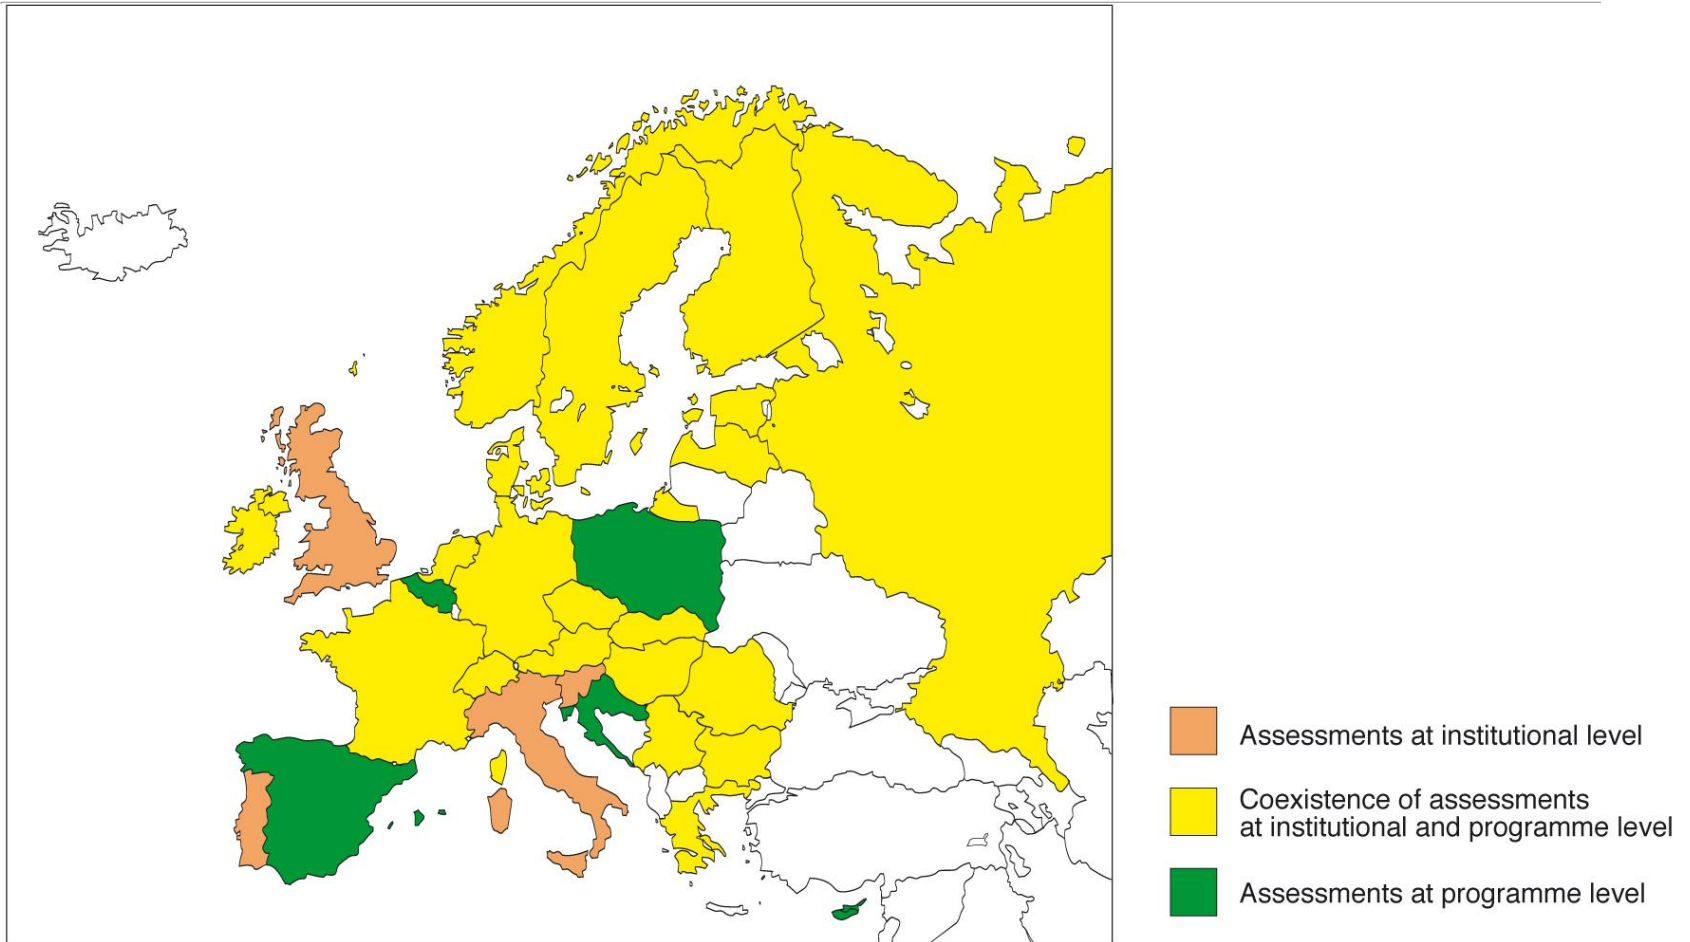 Assessments at institutional level
Coexistence of assessments
at institutional and programme level
Assessments at programme level